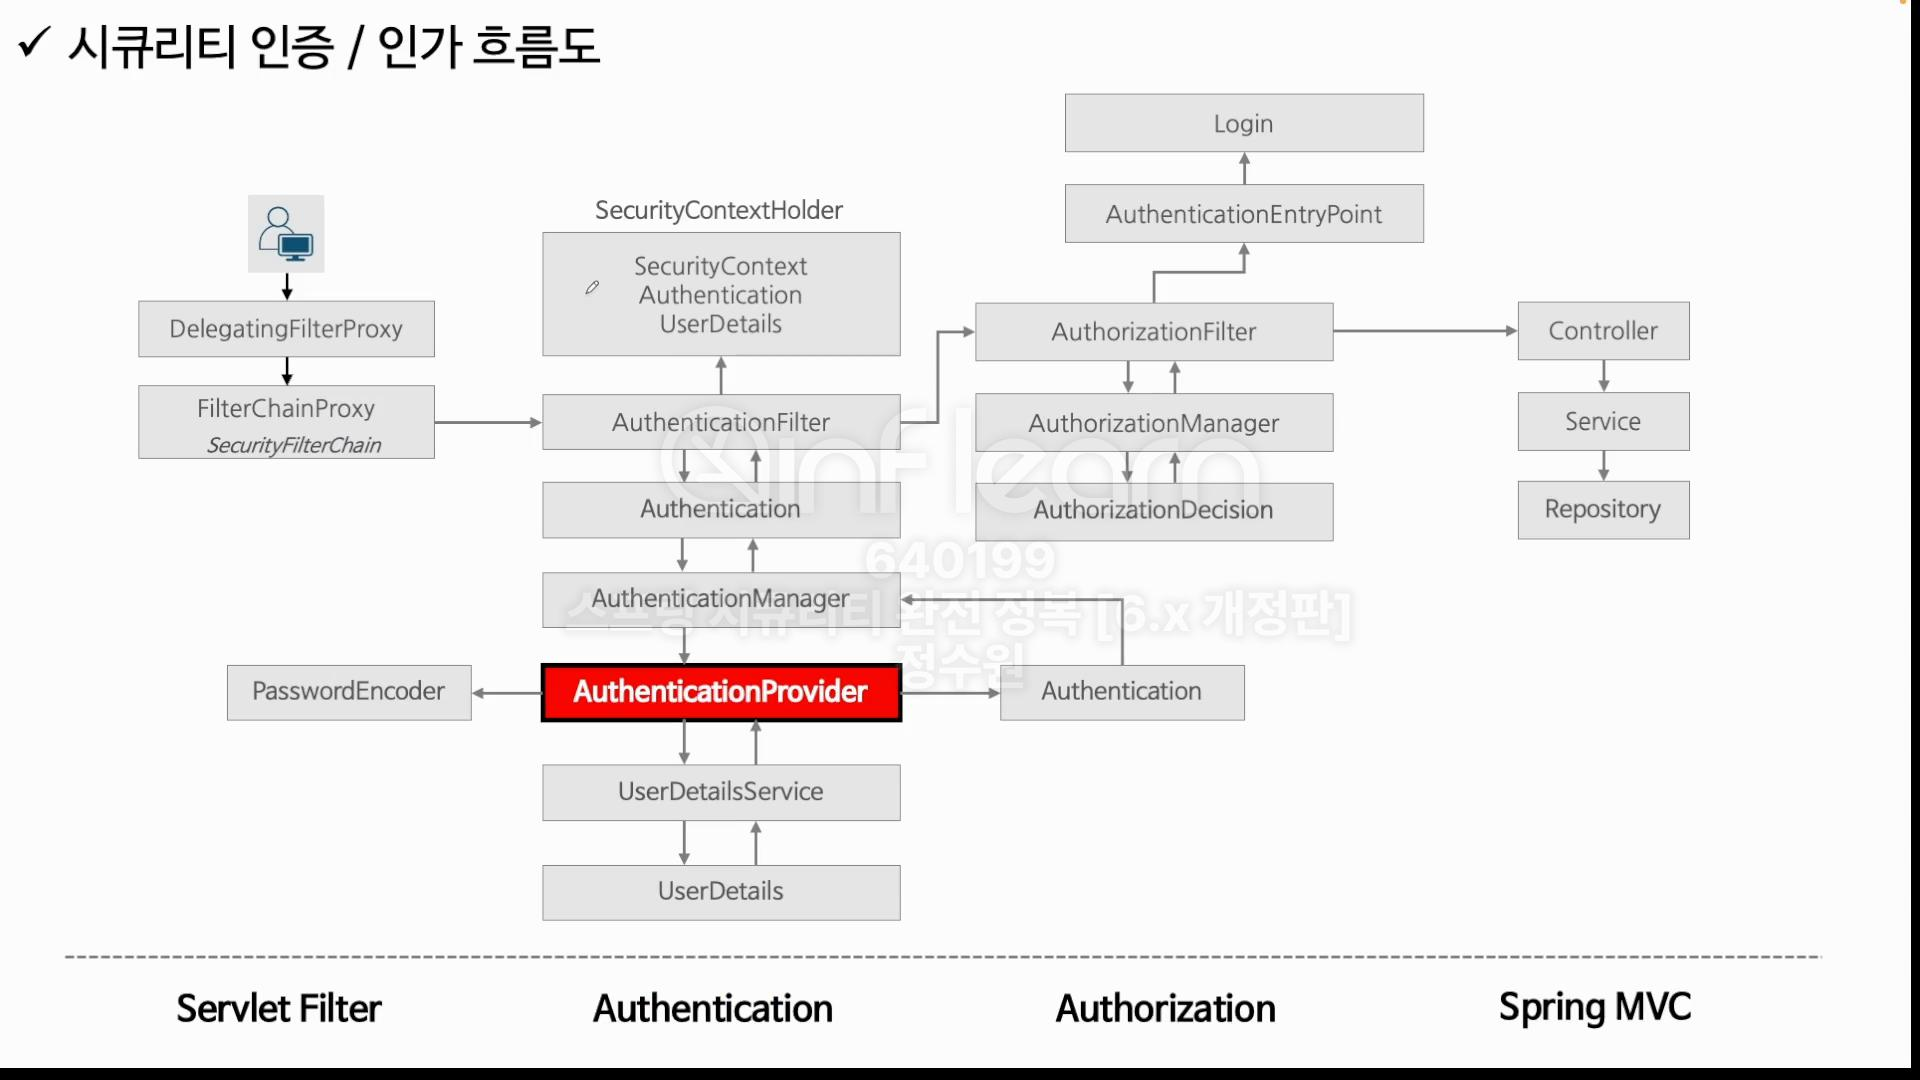 ✓ 시큐리티 인증 / 인가 흐름도
DelegatingFilterProxy
FilterChainProxy
SecurityFilterChain
SecurityContextHolder
SecurityContext
Authentication
UserDetails
AuthenticationFilter
Authentication
AuthenticationManager
PasswordEncoder
AuthenticationProvider
Authentication
UserDetailsService
UserDetails
Login
AuthenticationEntryPoint
AuthorizationFilter
AuthorizationManager
AuthorizationDecision
Controller
Service
Repository
inflearn
640199
스프링 시큐리티 완전 정복 [6.x 개정판]
정수원
Servlet Filter
Authentication
Authorization
Spring MVC